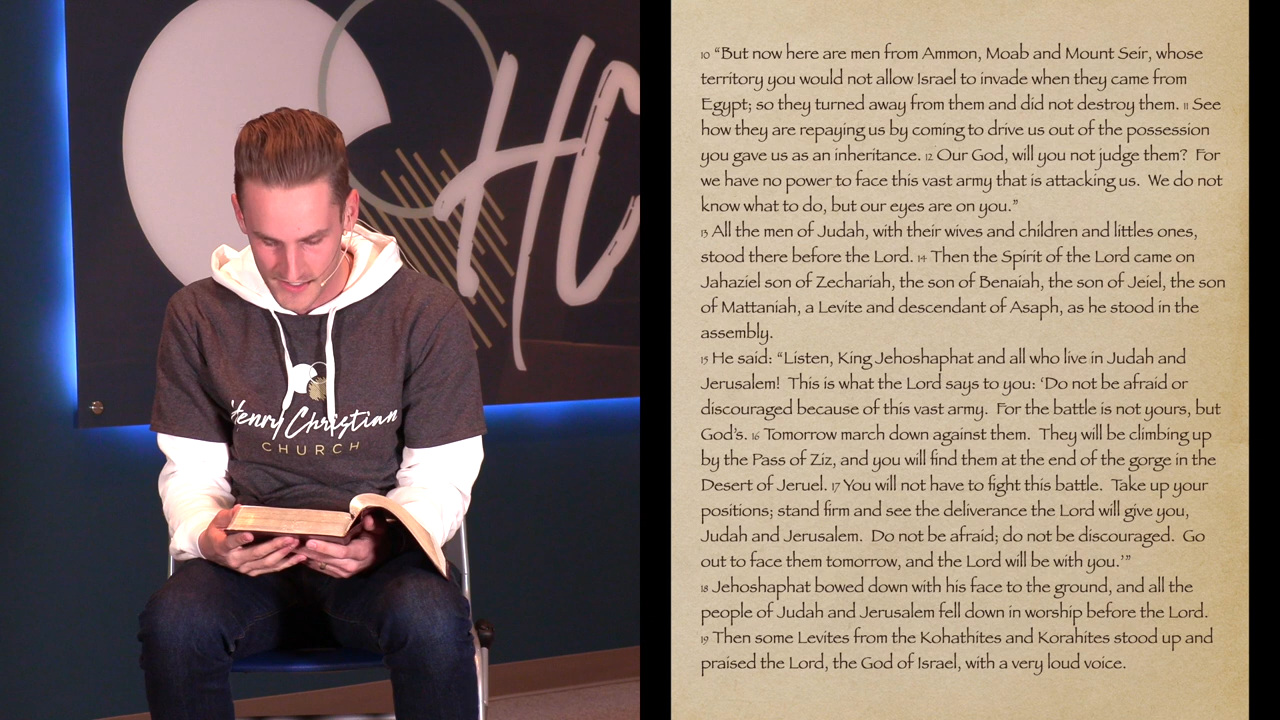 HC
Henry Christian
CHURCH
10 “But now here are men from Ammon, Moab and Mount Seir, whose
territory you would not allow Israel to invade when they came from
Egypt; so they turned away from them and did not destroy them. 11 See
how they are repaying us by coming to drive us out of the possession
you gave us as an inheritance. 12 Our God, will you not judge them?  For
we have no power to face this vast army that is attacking us.  We do not
know what to do, but our eyes are on you.”
13 All the men of Judah, with their wives and children and littles ones,
stood there before the Lord. 14 Then the Spirit of the Lord came on
Jahaziel son of Zechariah, the son of Benaiah, the son of Jeiel, the son
of Mattaniah, a Levite and descendant of Asaph, as he stood in the
assembly.
15 He said: “Listen, King Jehoshaphat and all who live in Judah and
Jerusalem!  This is what the Lord says to you: ‘Do not be afraid or
discouraged because of this vast army.  For the battle is not yours, but
God’s. 16 Tomorrow march down against them.  They will be climbing up
by the Pass of Ziz, and you will find them at the end of the gorge in the
Desert of Jeruel. 17 You will not have to fight this battle.  Take up your
positions; stand firm and see the deliverance the Lord will give you,
Judah and Jerusalem.  Do not be afraid; do not be discouraged.  Go
out to face them tomorrow, and the Lord will be with you.’”
18 Jehoshaphat bowed down with his face to the ground, and all the
people of Judah and Jerusalem fell down in worship before the Lord.
19 Then some Levites from the Kohathites and Korahites stood up and
praised the Lord, the God of Israel, with a very loud voice.